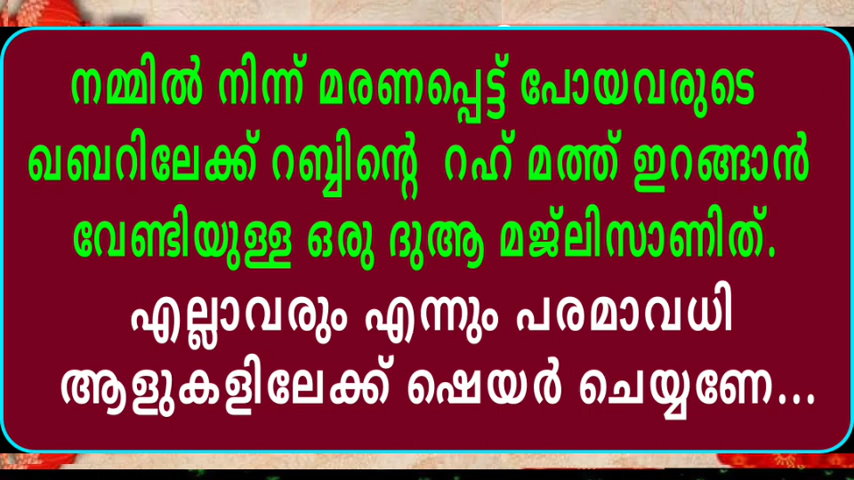 നമ്മിൽ നിന്ന് മരണപ്പെട്ട് പോയവരുടെ
ഖബറിലേക്ക് റബ്ബിന്റെ റഹ് മത്ത് ഇറങ്ങാൻ
വേണ്ടിയുള്ള ഒരു ദുആ മജ്ലിസാണിത്.
എല്ലാവരും എന്നും പരമാവധി
ആളുകളിലേക്ക് ഷെയർ ചെയ്യണേ...